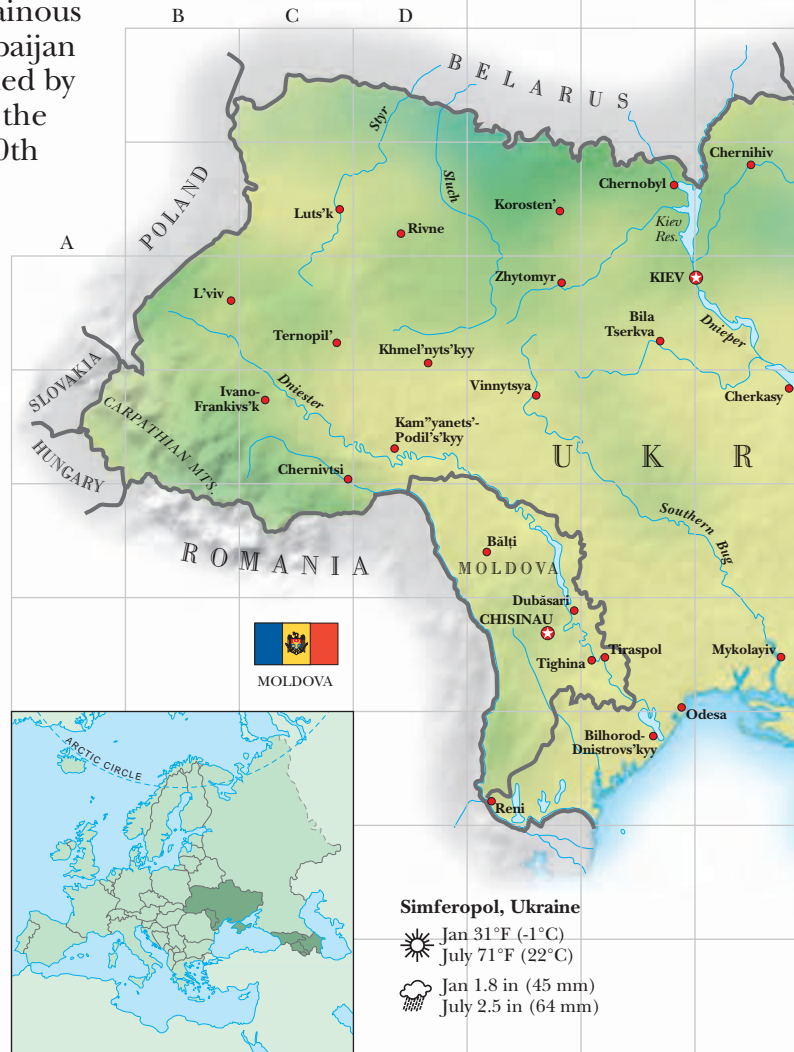 ainous
baijan
ed by
the
0th
B
C
D
A
BELARUS
POLAND
SLOVAKIA
HUNGARY
ROMANIA
CARPATHIAN MTS.
Styr
Sluch
Chernihiv
Chernobyl
Korosten'
Luts'k
Rivne
Kiev
Res.
Zhytomyr
KIEV
L'viv
Bila
Tserkva
Dnieper
Ternopil'
Khmel'nyts'kyy
Vinnytsya
Cherkasy
Ivano-
Frankivs'k
Dniester
Kam"yanets'-
Podil's'kyy
U K R
Chernivtsi
Southern Bug
Bălți
MOLDOVA
Dubăsari
CHISINAU
Tighina
Tiraspol
Mykolayiv
MOLDOVA
Odesa
Bilhorod-
Dnistrovs'kyy
Reni
ARCTIC CIRCLE
Simferopol, Ukraine
Jan 31°F (-1°C)
July 71°F (22°C)
Jan 1.8 in (45 mm)
July 2.5 in (64 mm)